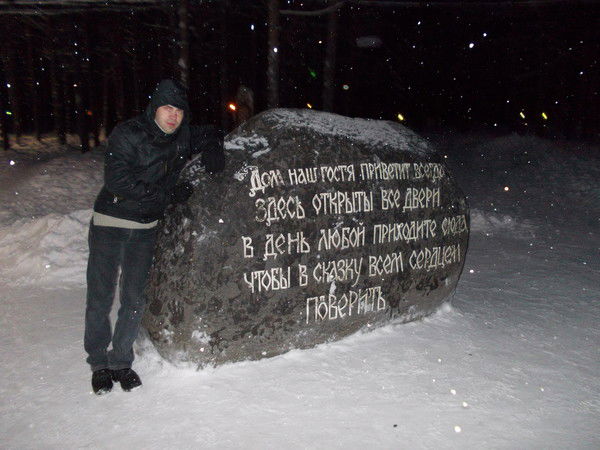 Дом наш гостя приветит всегда
Здесь открыты все двери
в день любой приходите сюда
чтобы в сказку всем сердцем
поверить